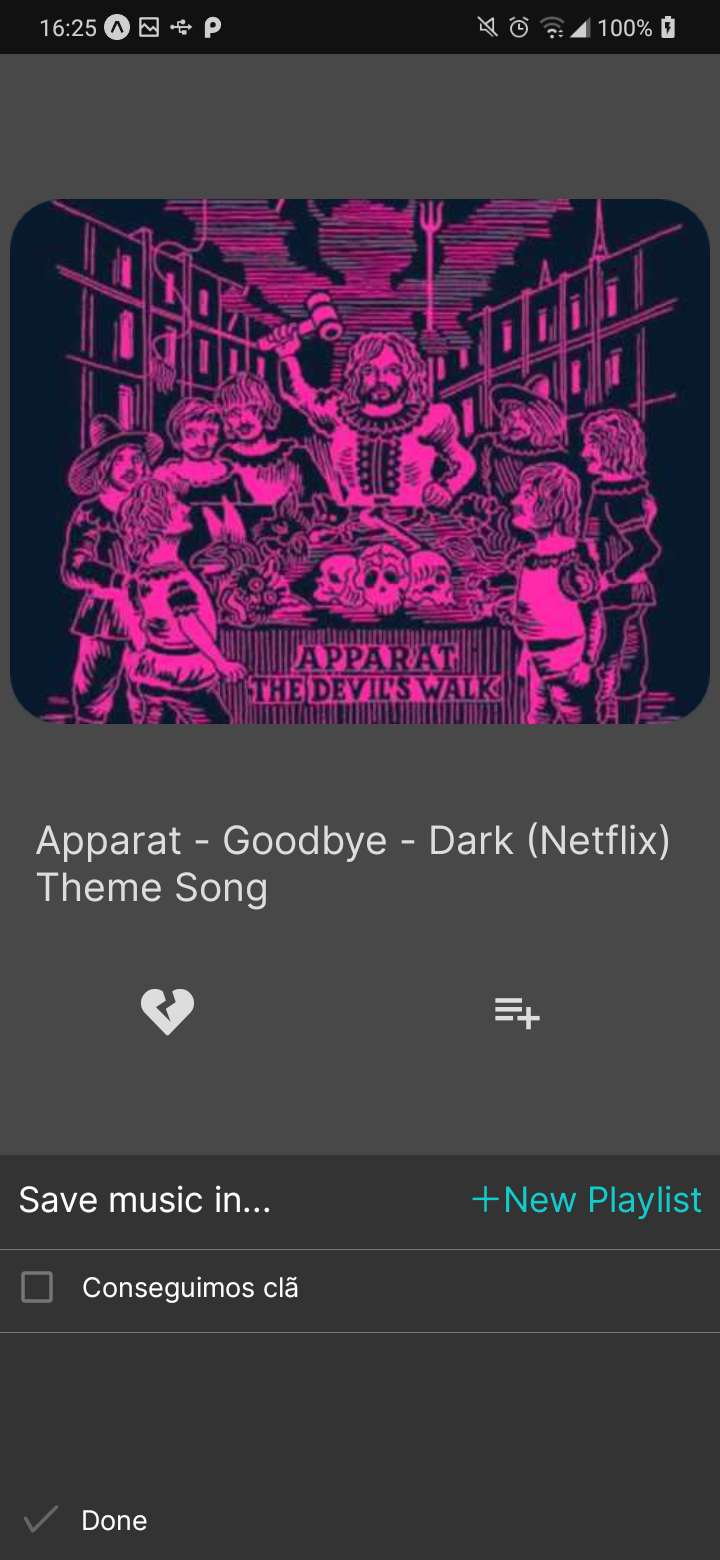 16:25
100%
APPARAT
THE DEVIL'S WALK
Apparat - Goodbye - Dark (Netflix)
Theme Song
Save music in...
+New Playlist
Conseguimos clã
Done